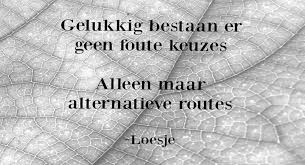 Gelukkig bestaan er
geen foute keuzes
Alleen maar
alternatieve routes
-Loesje